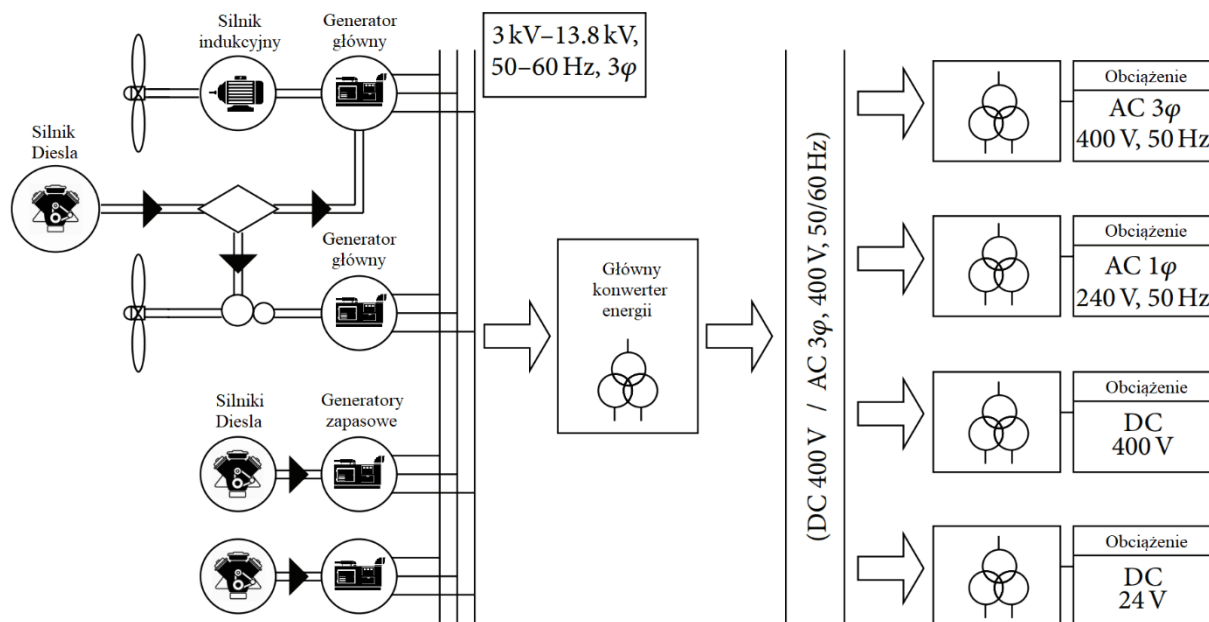 Silnik
indukcyjny
Generator
główny
3 kV–13.8 kV,
50–60 Hz, 3φ
Silnik
Diesla
Generator
główny
Silniki
Diesla
Generatory
zapasowe
Główny
konwerter
energii
(DC 400 V / AC 3φ, 400 V, 50/60 Hz)
Obciążenie
AC 3φ
400 V, 50 Hz
Obciążenie
AC 1φ
240 V, 50 Hz
Obciążenie
DC
400 V
Obciążenie
DC
24 V